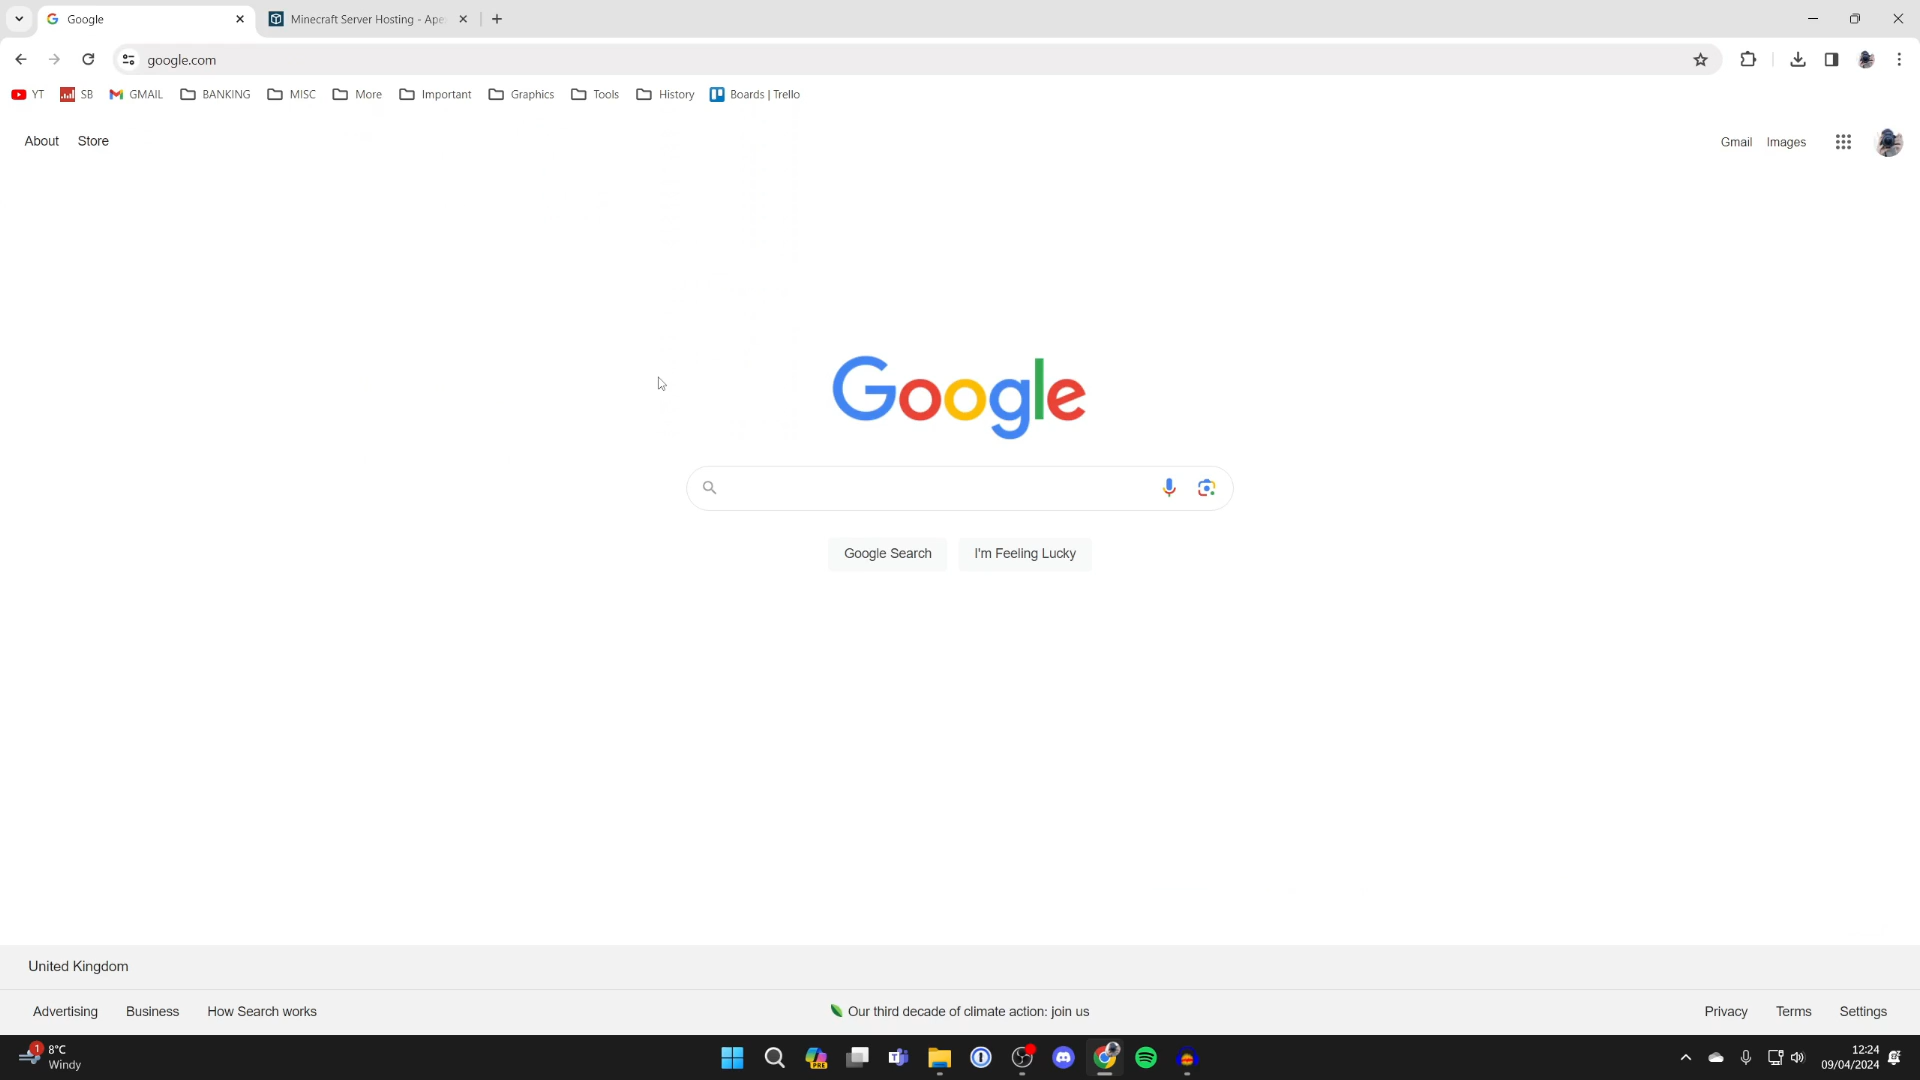 Google
Minecraft Server Hosting - Ape
google.com
YT
SB
GMAIL
BANKING
MISC
More
Important
Graphics
Tools
History
Boards | Trello
About
Store
Gmail
Images
Google
Google Search
I'm Feeling Lucky
United Kingdom
Advertising
Business
How Search works
Our third decade of climate action: join us
Privacy
Terms
Settings
1
8°C
Windy
PRE
12:24
09/04/2024